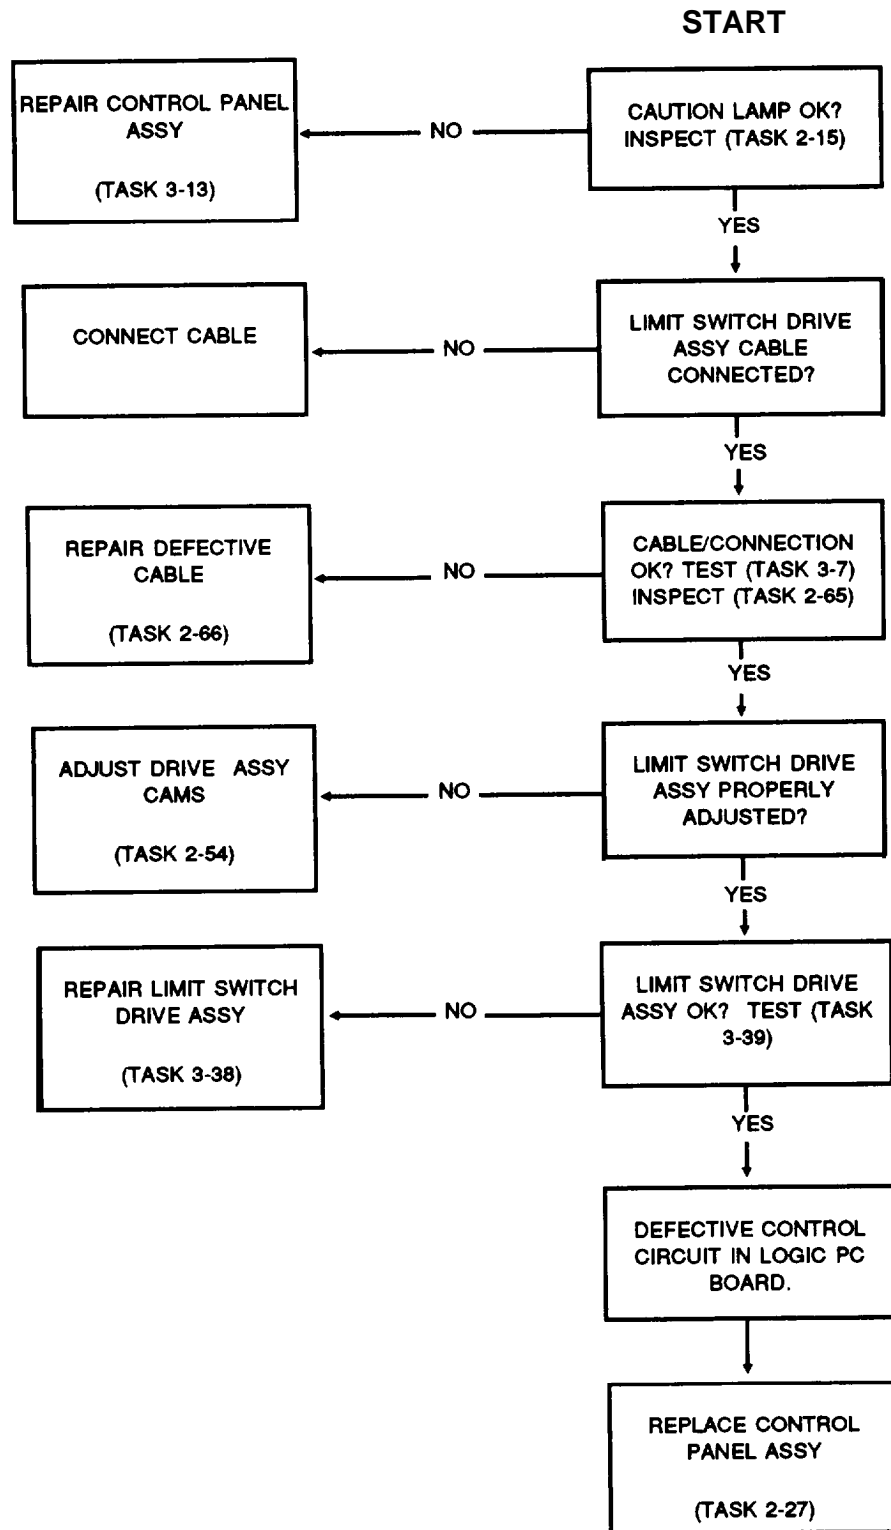 START
CAUTION LAMP OK?
INSPECT (TASK 2-15)
NO
REPAIR CONTROL PANEL
ASSY
(TASK 3-13)
YES
LIMIT SWITCH DRIVE
ASSY CABLE
CONNECTED?
NO
CONNECT CABLE
YES
CABLE/CONNECTION
OK? TEST (TASK 3-7)
INSPECT (TASK 2-65)
NO
REPAIR DEFECTIVE
CABLE
(TASK 2-66)
YES
LIMIT SWITCH DRIVE
ASSY PROPERLY
ADJUSTED?
NO
ADJUST DRIVE ASSY
CAMS
(TASK 2-54)
YES
LIMIT SWITCH DRIVE
ASSY OK? TEST (TASK
3-39)
NO
REPAIR LIMIT SWITCH
DRIVE ASSY
(TASK 3-38)
YES
DEFECTIVE CONTROL
CIRCUIT IN LOGIC PC
BOARD.
REPLACE CONTROL
PANEL ASSY
(TASK 2-27)